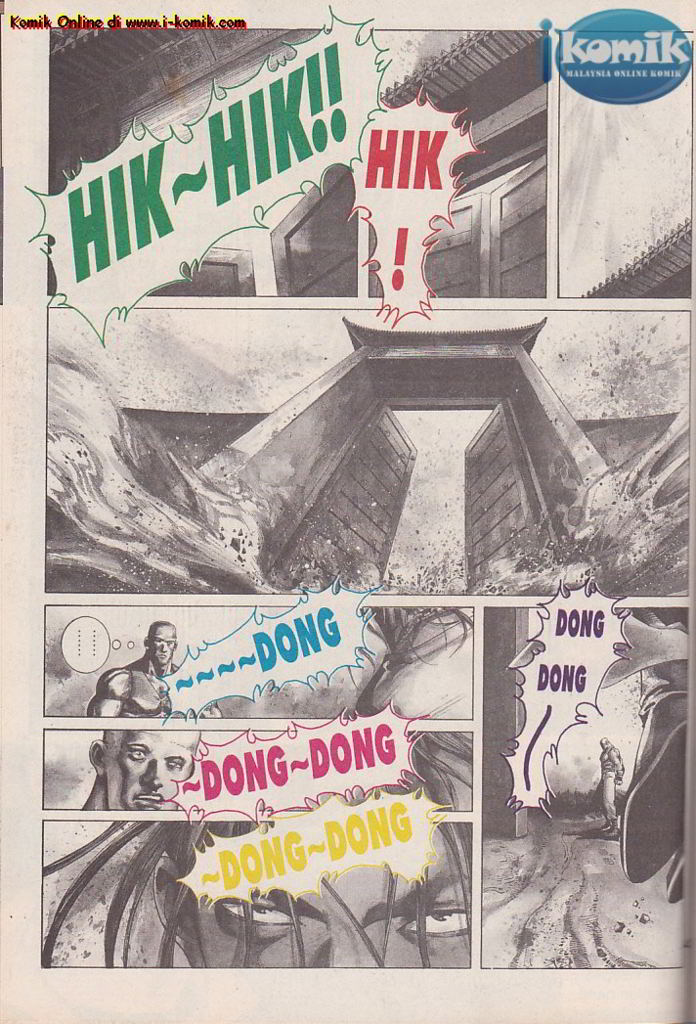 Komik Online di www.i-komik.com
ikomik
MALAYSIA ONLINE KOMIK
HIK~HIK!!
HIK
!
......
~~~~DONG
~DONG~DONG
~DONG~DONG
DONG
DONG